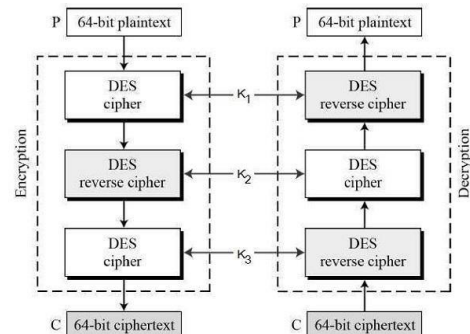 P 64-bit plaintext
Encryption
DES
cipher
DES
reverse cipher
DES
cipher
C 64-bit ciphertext
K1
K2
K3
P 64-bit plaintext
DES
reverse cipher
DES
cipher
DES
reverse cipher
Decryption
C 64-bit ciphertext